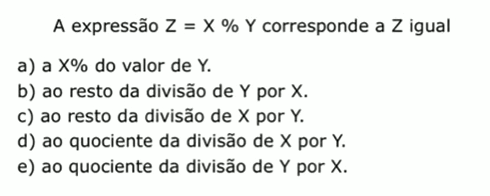 A expressão Z = X % Y corresponde a Z igual
a) a X% do valor de Y.
b) ao resto da divisão de Y por X.
c) ao resto da divisão de X por Y.
d) ao quociente da divisão de X por Y.
e) ao quociente da divisão de Y por X.